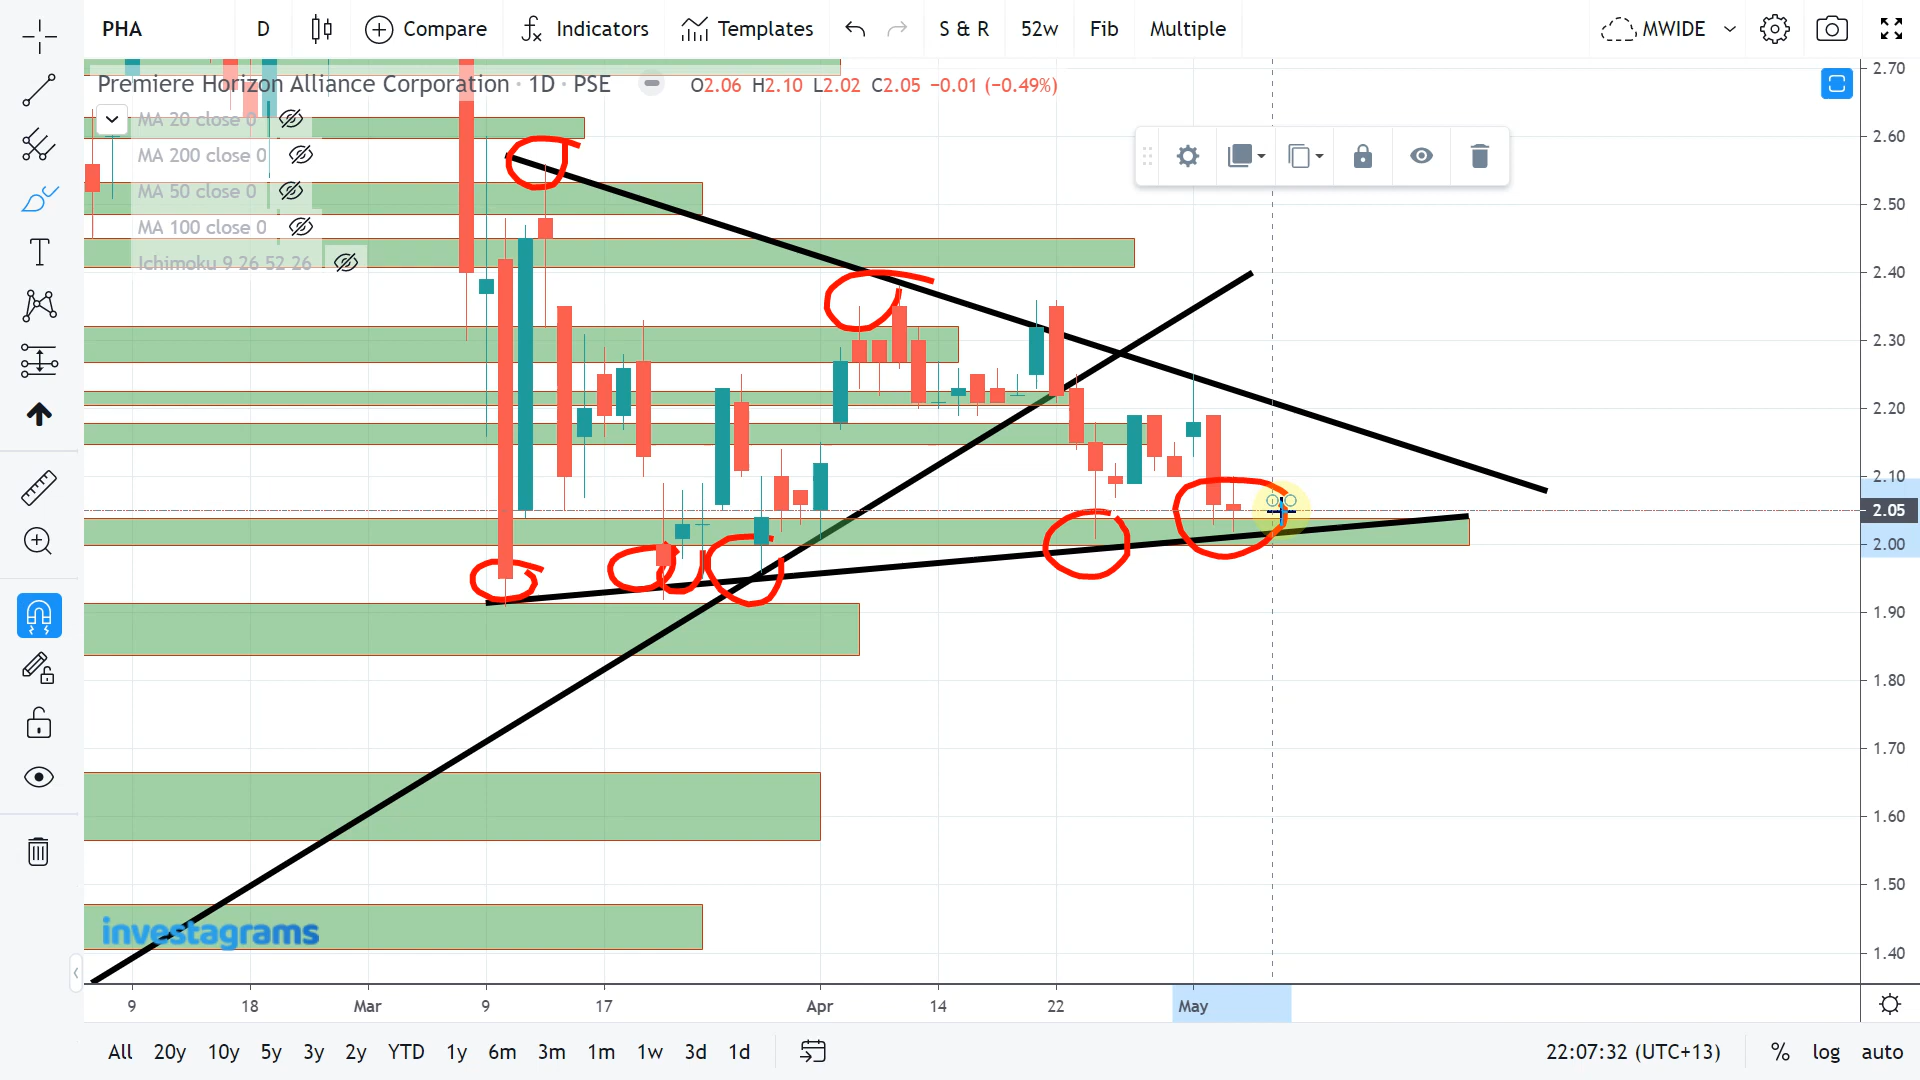 PHA D Compare Indicators Templates S & R 52w Fib Multiple MWIDE
Premiere Horizon Alliance Corporation · 1D · PSE O2.06 H2.10 L2.02 C2.05 −0.01 (−0.49%)
MA 20 close 0
MA 200 close 0
MA 50 close 0
MA 100 close 0
Ichimoku 9 26 52 26
2.70
2.60
2.50
2.40
2.30
2.20
2.10
2.05
2.00
1.90
1.80
1.70
1.60
1.50
1.40
investagrams
9 18 Mar 9 17 Apr 14 22 May
All 20y 10y 5y 3y 2y YTD 1y 6m 3m 1m 1w 3d 1d 22:07:32 (UTC+13) % log auto